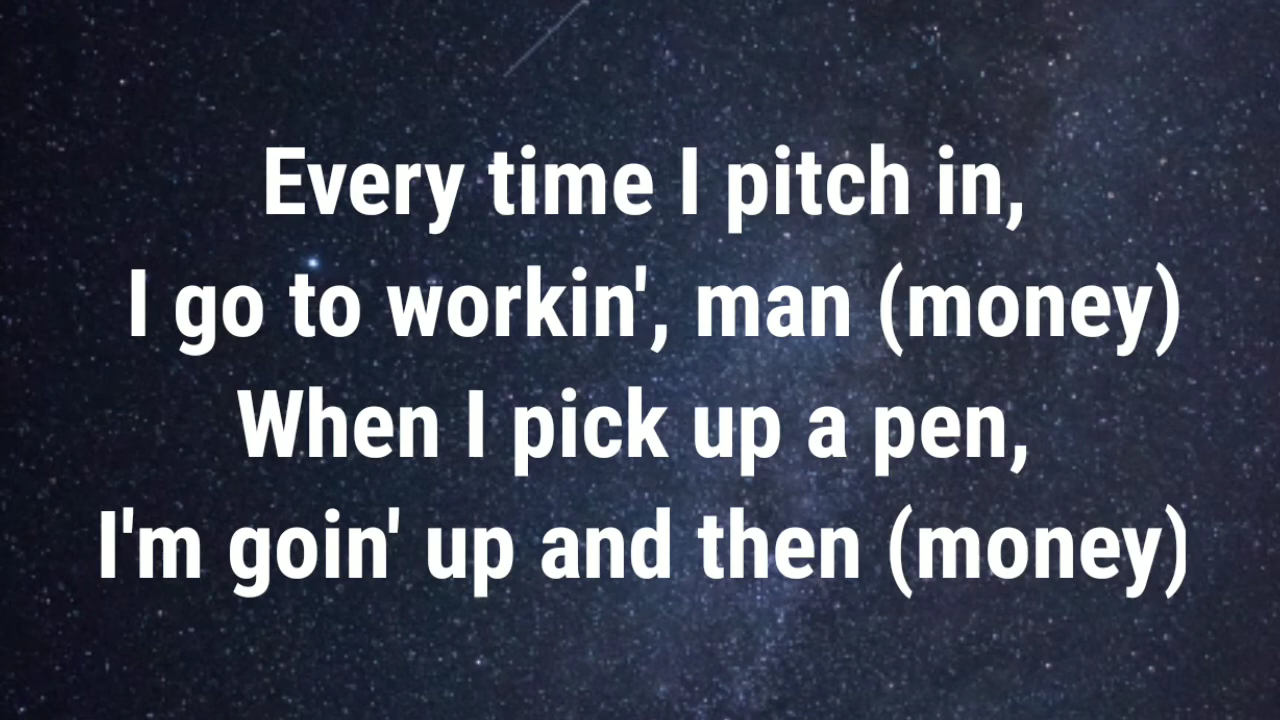 Every time I pitch in,
I go to workin', man (money)
When I pick up a pen,
I'm goin' up and then (money)